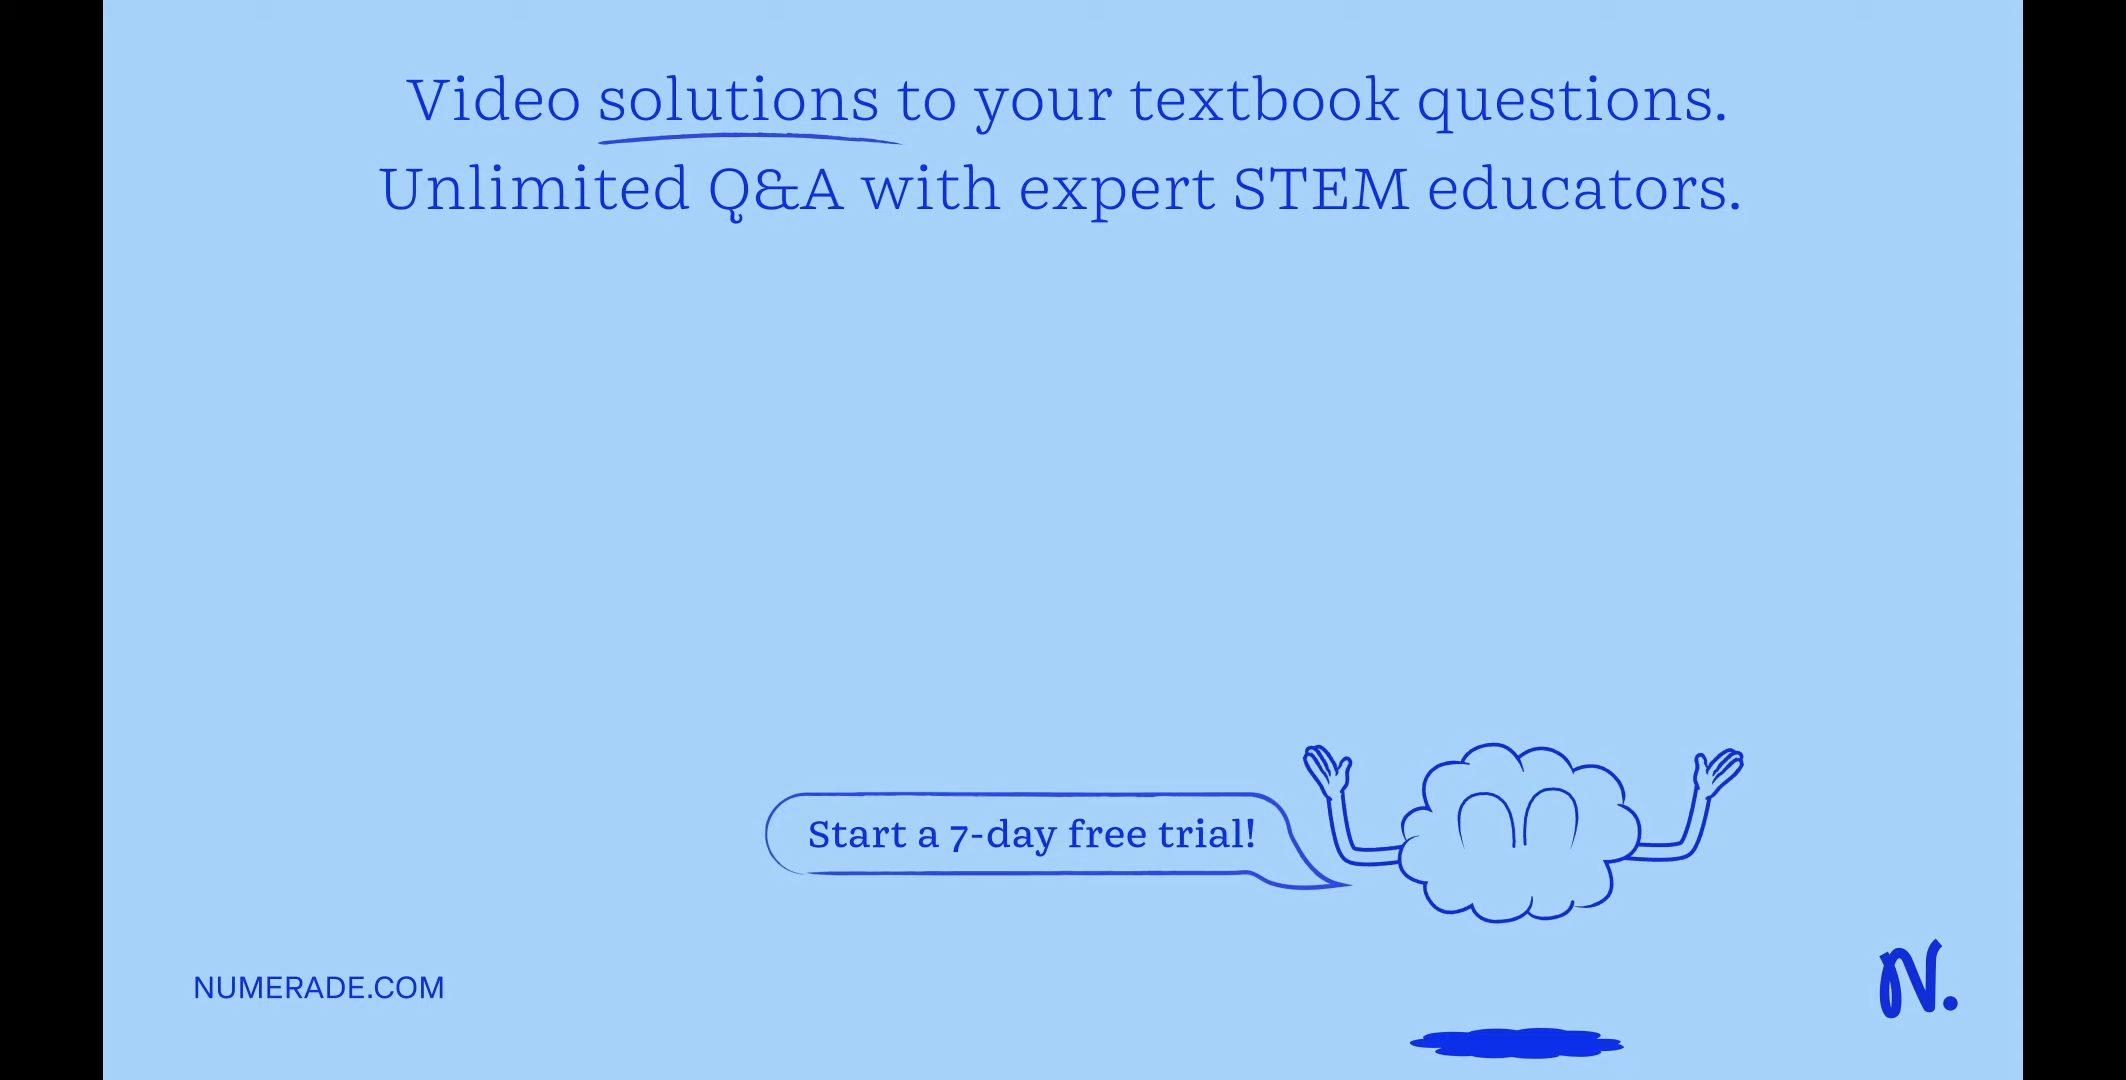 Video solutions to your textbook questions.
Unlimited Q&A with expert STEM educators.
Start a 7-day free trial!
NUMERADE.COM
N.